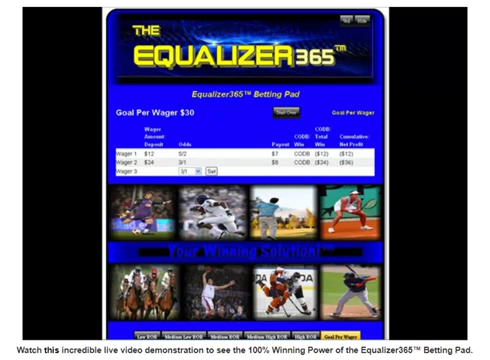 THE
EQUALIZER 365™
Equalizer365™ Betting Pad
Goal Per Wager $30
Start Over
Goal Per Wager
Wager
Amount
Deposit Odds Payout CODB
Win CODB/
Total
Win Cumulative
Net Profit
Wager 1 $12 5/2 $7 CODB ($12) ($12)
Wager 2 $24 3/1 $8 CODB ($24) ($36)
Wager 3 3/1 Set
Your Winning Solution!™
Low ROR Medium Low ROR Medium ROR Medium High ROR High ROR Goal Per Wager
Watch this incredible live video demonstration to see the 100% Winning Power of the Equalizer365™ Betting Pad.